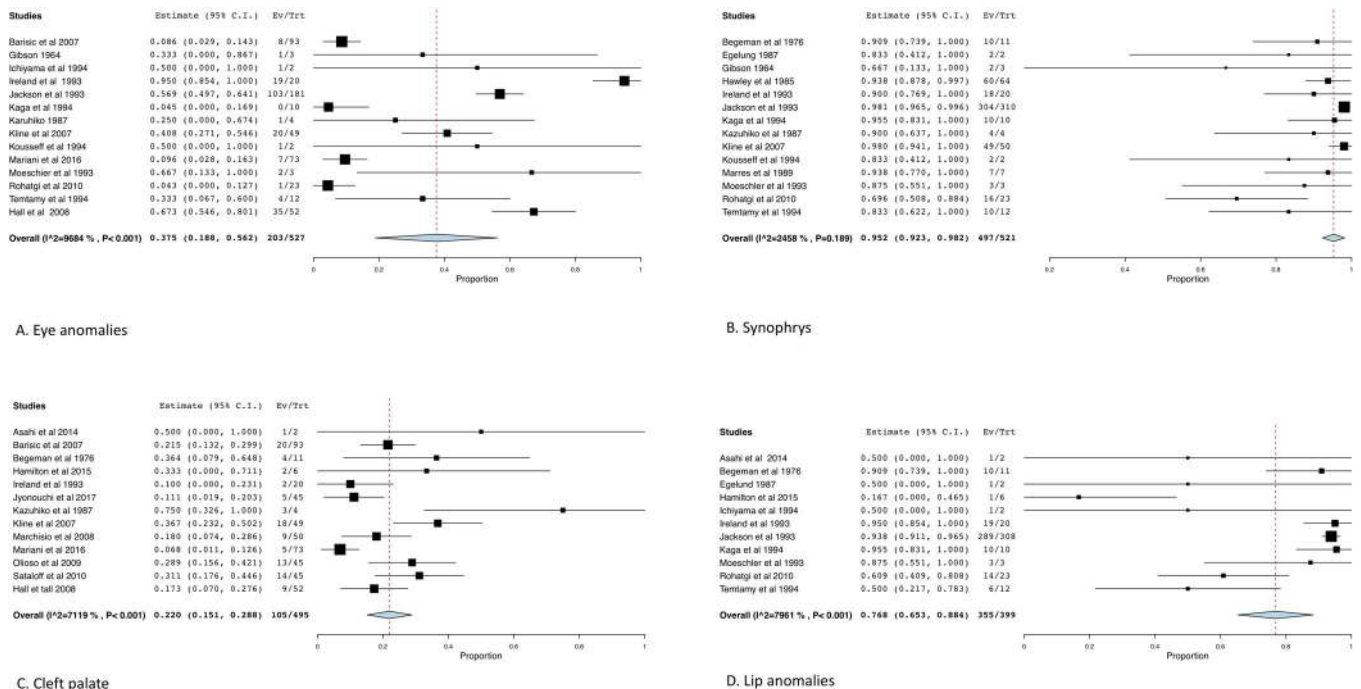 Studies Estimate (95% C.I.) Ev/Trt
Barisic et al 2007 0.086 (0.029, 0.143) 8/93
Gibson 1964 0.333 (0.000, 0.867) 1/3
Ichiyama et al 1994 0.500 (0.000, 1.000) 1/2
Ireland et al 1993 0.950 (0.854, 1.000) 19/20
Jackson et al 1993 0.569 (0.497, 0.641) 103/181
Kaga et al 1994 0.045 (0.000, 0.169) 0/10
Karuhiko 1987 0.250 (0.000, 0.674) 1/4
Kline et al 2007 0.408 (0.271, 0.546) 20/49
Kousseff et al 1994 0.500 (0.000, 1.000) 1/2
Mariani et al 2016 0.096 (0.028, 0.163) 7/73
Moeschier et al 1993 0.667 (0.133, 1.000) 2/3
Rohatgi et al 2010 0.043 (0.000, 0.127) 1/23
Temtamy et al 1994 0.333 (0.067, 0.600) 4/12
Hall et al 2008 0.673 (0.546, 0.801) 35/52
Overall (I^2=9684 % , P< 0.001) 0.375 (0.188, 0.562) 203/527
0 0.2 0.4 0.6 0.8 1
Proportion
A. Eye anomalies
Studies Estimate (95% C.I.) Ev/Trt
Begeman et al 1976 0.909 (0.739, 1.000) 10/11
Egelung 1987 0.833 (0.412, 1.000) 2/2
Gibson 1964 0.667 (0.133, 1.000) 2/3
Hawley et al 1985 0.938 (0.878, 0.997) 60/64
Ireland et al 1993 0.900 (0.769, 1.000) 18/20
Jackson et al 1993 0.981 (0.965, 0.996) 304/310
Kaga et al 1994 0.955 (0.831, 1.000) 10/10
Kazuhiko et al 1987 0.900 (0.637, 1.000) 4/4
Kline et al 2007 0.980 (0.941, 1.000) 49/50
Kousseff et al 1994 0.833 (0.412, 1.000) 2/2
Marres et al 1989 0.938 (0.770, 1.000) 7/7
Moeschler et al 1993 0.875 (0.551, 1.000) 3/3
Rohatgi et al 2010 0.696 (0.508, 0.884) 16/23
Temtamy et al 1994 0.833 (0.622, 1.000) 10/12
Overall (I^2=2458 % , P=0.189) 0.952 (0.923, 0.982) 497/521
0.2 0.4 0.6 0.8 1
Proportion
B. Synophrys
Studies Estimate (95% C.I.) Ev/Trt
Asahi et al 2014 0.500 (0.000, 1.000) 1/2
Barisic et al 2007 0.215 (0.132, 0.299) 20/93
Begeman et al 1976 0.364 (0.079, 0.648) 4/11
Hamilton et al 2015 0.333 (0.000, 0.711) 2/6
Ireland et al 1993 0.100 (0.000, 0.231) 2/20
Jyonouchi et al 2017 0.111 (0.019, 0.203) 5/45
Kazuhiko et al 1987 0.750 (0.326, 1.000) 3/4
Kline et al 2007 0.367 (0.232, 0.502) 18/49
Marchisio et al 2008 0.180 (0.074, 0.286) 9/50
Mariani et al 2016 0.068 (0.011, 0.126) 5/73
Olioso et al 2009 0.289 (0.156, 0.421) 13/45
Sataloff et al 2010 0.311 (0.176, 0.446) 14/45
Hall et tall 2008 0.173 (0.070, 0.276) 9/52
Overall (I^2=7119 % , P< 0.001) 0.220 (0.151, 0.288) 105/495
0 0.2 0.4 0.6 0.8 1
Proportion
C. Cleft palate
Studies Estimate (95% C.I.) Ev/Trt
Asahi et al 2014 0.500 (0.000, 1.000) 1/2
Begeman et al 1976 0.909 (0.739, 1.000) 10/11
Egelund 1987 0.500 (0.000, 1.000) 1/2
Hamilton et al 2015 0.167 (0.000, 0.465) 1/6
Ichiyama et al 1994 0.500 (0.000, 1.000) 1/2
Ireland et al 1993 0.950 (0.854, 1.000) 19/20
Jackson et al 1993 0.938 (0.911, 0.965) 289/308
Kaga et al 1994 0.955 (0.831, 1.000) 10/10
Moeschler et al 1993 0.875 (0.551, 1.000) 3/3
Rohatgi et al 2010 0.609 (0.409, 0.808) 14/23
Temtamy et al 1994 0.500 (0.217, 0.783) 6/12
Overall (I^2=7961 % , P< 0.001) 0.768 (0.653, 0.884) 355/399
0 0.2 0.4 0.6 0.8 1
Proportion
D. Lip anomalies